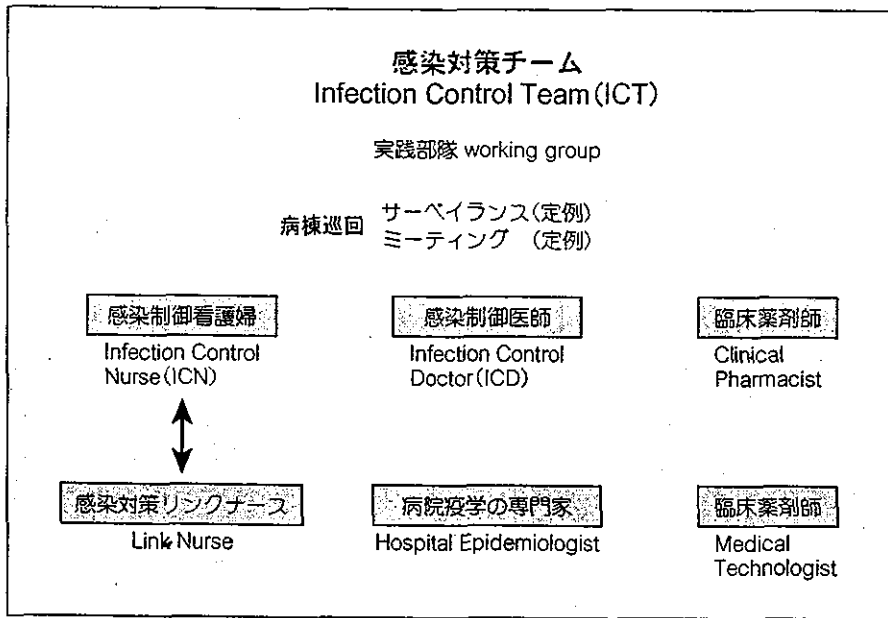 感染対策チーム
Infection Control Team(ICT)
実践部隊 working group
病棟巡回 サーベイランス(定例)
ミーティング (定例)
感染制御看護婦 感染制御医師 臨床薬剤師
Infection Control Infection Control Clinical
Nurse(ICN) Doctor(ICD) Pharmacist
感染対策リンクナース 病院疫学の専門家 臨床薬剤師
Link Nurse Hospital Epidemiologist Medical
Technologist